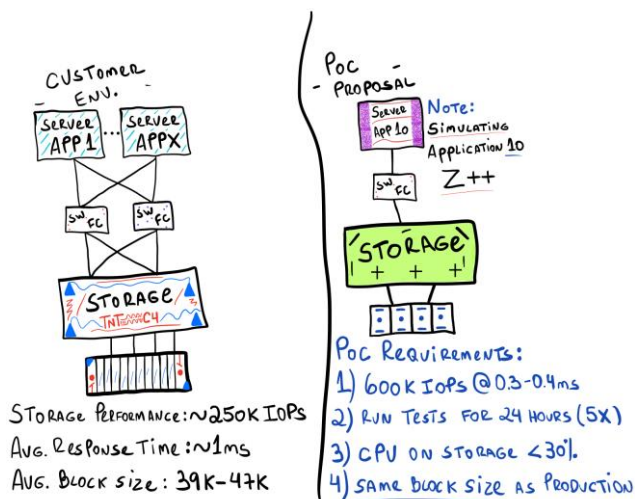 CUSTOMER
- ENV. -
SERVER
APP 1
...
SERVER
APPX
SW FC
SW FC
STORAGE
TNT C4
STORAGE PERFORMANCE: ~250K IOPS
AVG. RESPONSE TIME: ~1ms
AVG. BLOCK SIZE: 39K-47K
POC -
- PROPOSAL
SERVER
APP 10
NOTE:
SIMULATING
APPLICATION 10
Z++
SW FC
STORAGE
+ + +
POC REQUIREMENTS:
1) 600K IOPS @ 0.3-0.4ms
2) RUN TESTS FOR 24 HOURS (5X)
3) CPU ON STORAGE <30%.
4) SAME BLOCK SIZE AS PRODUCTION